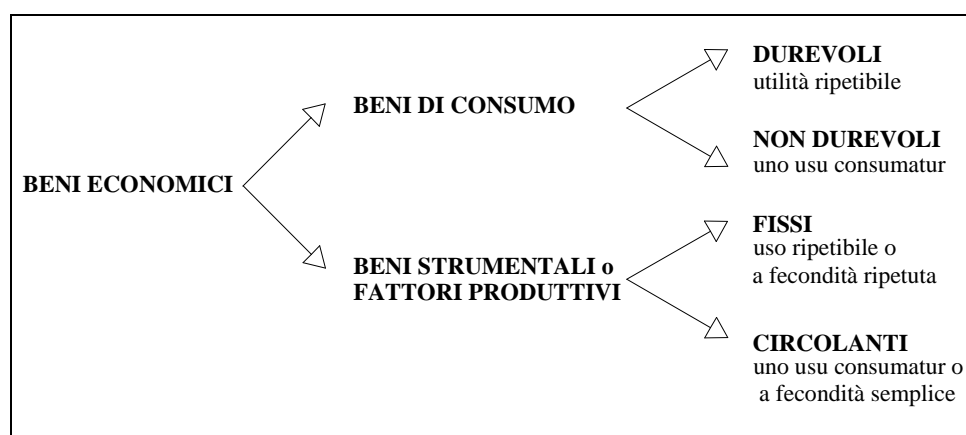 BENI ECONOMICI
BENI DI CONSUMO
DUREVOLI
utilità ripetibile
NON DUREVOLI
uno usu consumatur
BENI STRUMENTALI o
FATTORI PRODUTTIVI
FISSI
uso ripetibile o
a fecondità ripetuta
CIRCOLANTI
uno usu consumatur o
a fecondità semplice